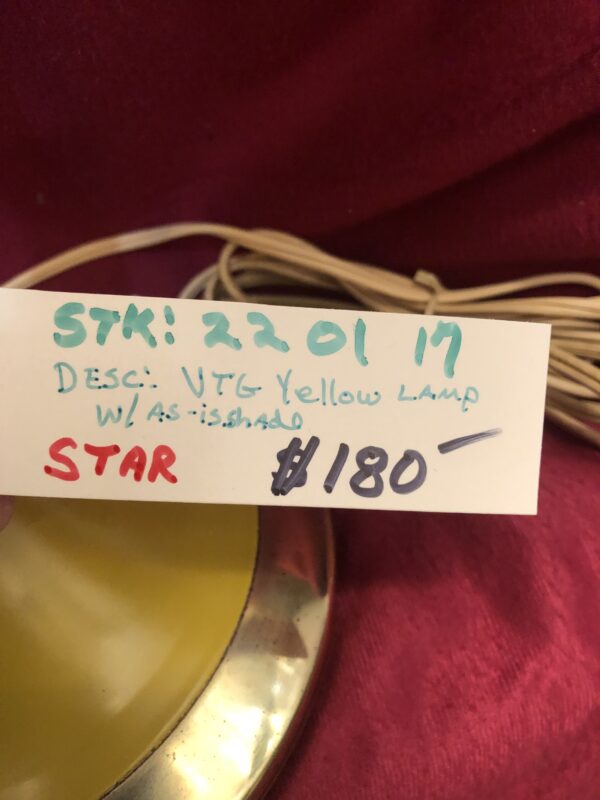 STK: 22 01 17
DESC: VTG Yellow LAMP
W/ AS-is shade
STAR $180-